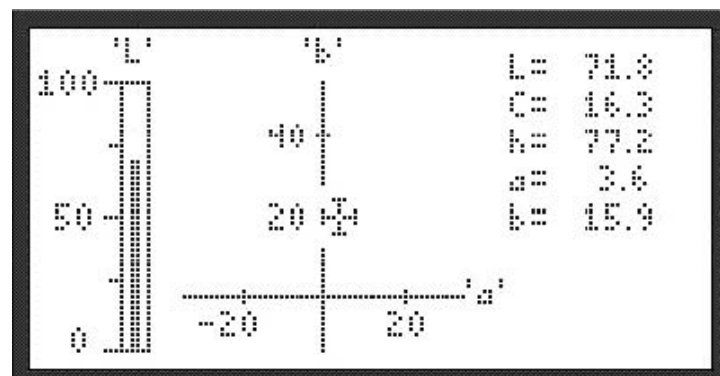 'L' 'b'
100
L= 71.8
C= 16.3
40
h= 77.2
a= 3.6
50
20
b= 15.9
'a'
-20 20
0